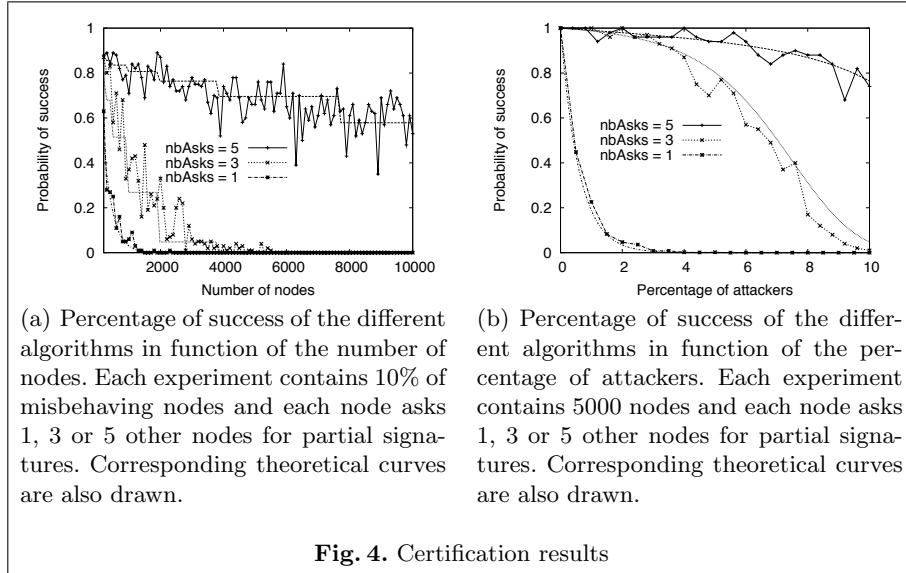 1
0.8
0.6
0.4
0.2
0
Probability of success
nbAsks = 5
nbAsks = 3
nbAsks = 1
2000 4000 6000 8000 10000
Number of nodes
(a) Percentage of success of the different
algorithms in function of the number of
nodes. Each experiment contains 10% of
misbehaving nodes and each node asks
1, 3 or 5 other nodes for partial signa-
tures. Corresponding theoretical curves
are also drawn.
1
0.8
0.6
0.4
0.2
0
Probability of success
nbAsks = 5
nbAsks = 3
nbAsks = 1
0 2 4 6 8 10
Percentage of attackers
(b) Percentage of success of the differ-
ent algorithms in function of the per-
centage of attackers. Each experiment
contains 5000 nodes and each node asks
1, 3 or 5 other nodes for partial signa-
tures. Corresponding theoretical curves
are also drawn.
Fig. 4. Certification results